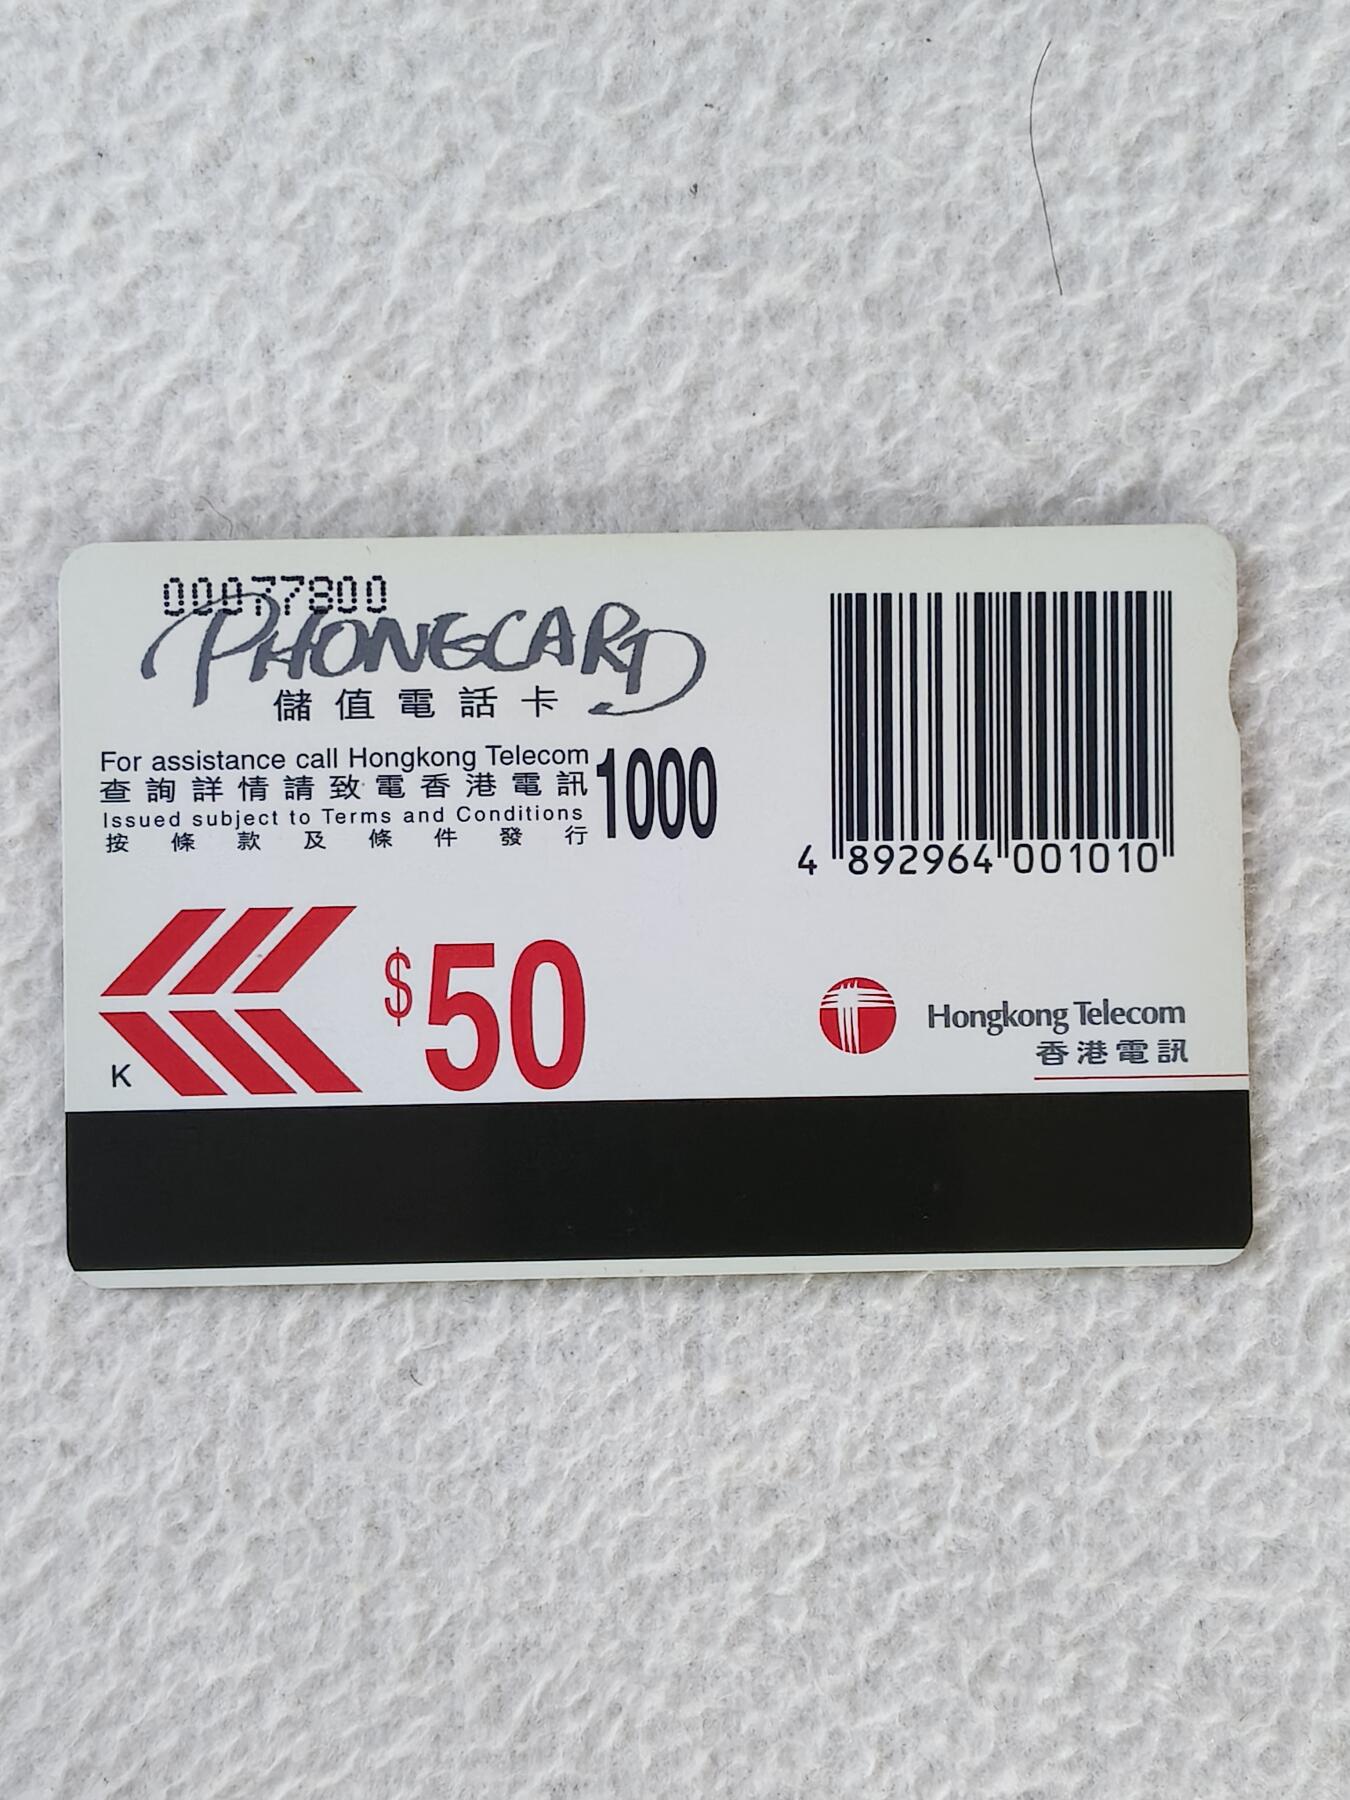 00077800
PHONECARD
儲值電話卡
For assistance call Hongkong Telecom
查詢詳情請致電香港電訊
1000
Issued subject to Terms and Conditions
按條款及條件發行
4 892964 001010
$50
K
Hongkong Telecom
香港電訊